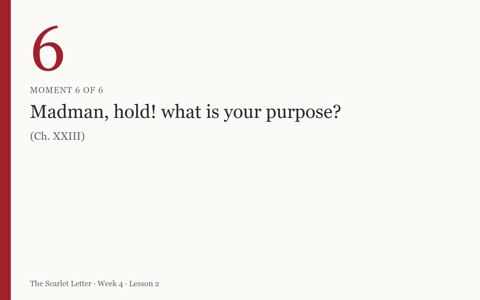 6
MOMENT 6 OF 6
Madman, hold! what is your purpose?
(Ch. XXIII)
The Scarlet Letter · Week 4 · Lesson 2